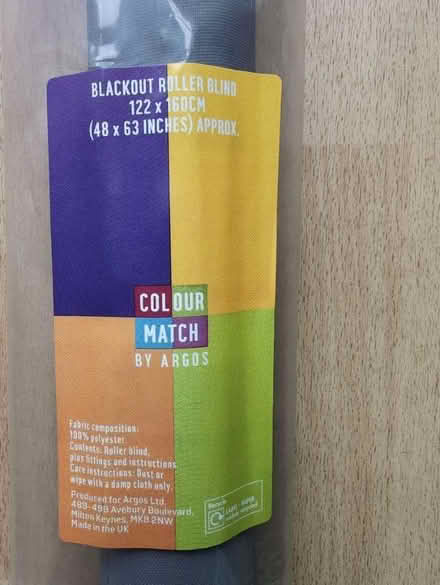 BLACKOUT ROLLER BLIND
122 x 160CM
(48 x 63 INCHES) APPROX.
COLOUR
MATCH
BY ARGOS
Fabric composition:
100% polyester
Contents: Roller blind,
plus fittings and instructions
Care instructions: Dust or
wipe with a damp cloth only.
Produced for Argos Ltd.
489-499 Avebury Boulevard,
Milton Keynes, MK9 2NW
Made in the UK
Recycle